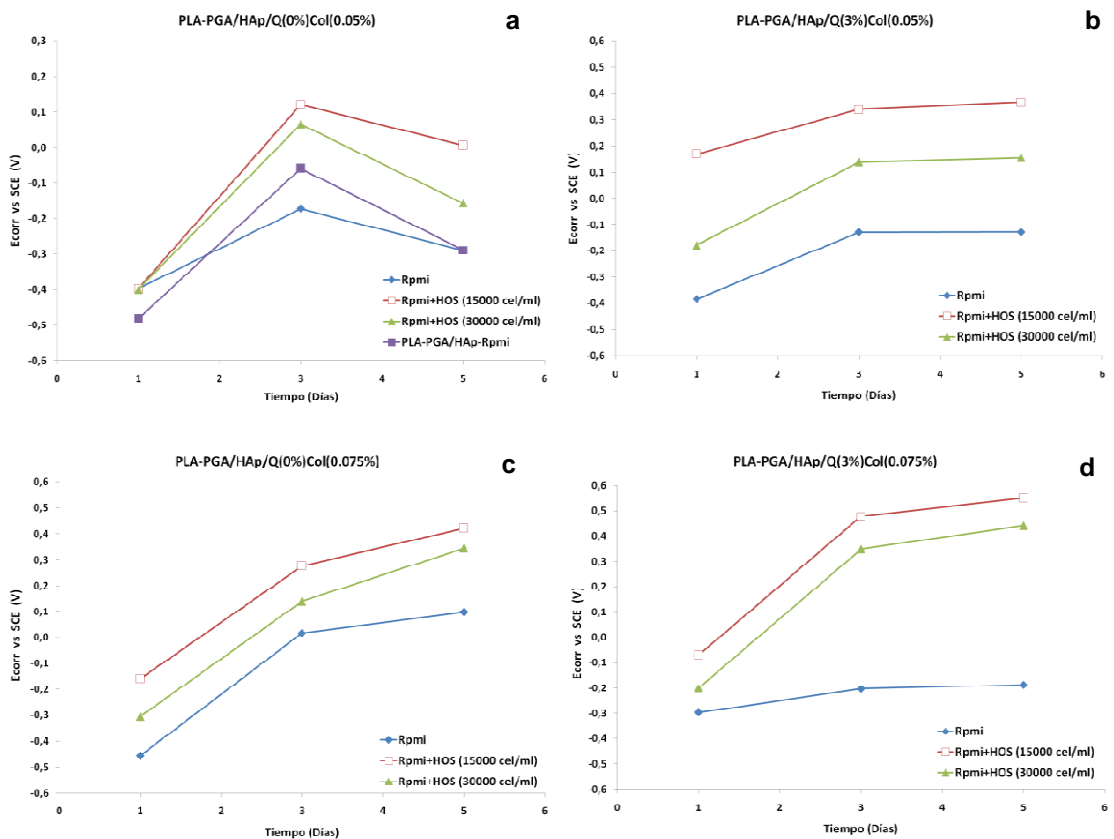 PLA-PGA/HAp/Q(0%)Col(0.05%)
a
0,3
0,2
0,1
0,0
-0,1
-0,2
-0,3
-0,4
-0,5
-0,6
Ecorr vs SCE (V)
0
1
2
3
4
5
6
Tiempo (Días)
Rpmi
Rpmi+HOS (15000 cel/ml)
Rpmi+HOS (30000 cel/ml)
PLA-PGA/HAp-Rpmi
PLA-PGA/HAp/Q(3%)Col(0.05%)
b
0,6
0,5
0,4
0,3
0,2
0,1
0,0
-0,1
-0,2
-0,3
-0,4
-0,5
-0,6
Ecorr vs SCE (V)
0
1
2
3
4
5
6
Tiempo (Días)
Rpmi
Rpmi+HOS (15000 cel/ml)
Rpmi+HOS (30000 cel/ml)
PLA-PGA/HAp/Q(0%)Col(0.075%)
c
0,6
0,5
0,4
0,3
0,2
0,1
0,0
-0,1
-0,2
-0,3
-0,4
-0,5
-0,6
Ecorr vs SCE (V)
0
1
2
3
4
5
6
Tiempo (Días)
Rpmi
Rpmi+HOS (15000 cel/ml)
Rpmi+HOS (30000 cel/ml)
PLA-PGA/HAp/Q(3%)Col(0.075%)
d
0,6
0,5
0,4
0,3
0,2
0,1
0,0
-0,1
-0,2
-0,3
-0,4
-0,5
-0,6
Ecorr vs SCE (V)
0
1
2
3
4
5
6
Tiempo (Días)
Rpmi
Rpmi+HOS (15000 cel/ml)
Rpmi+HOS (30000 cel/ml)